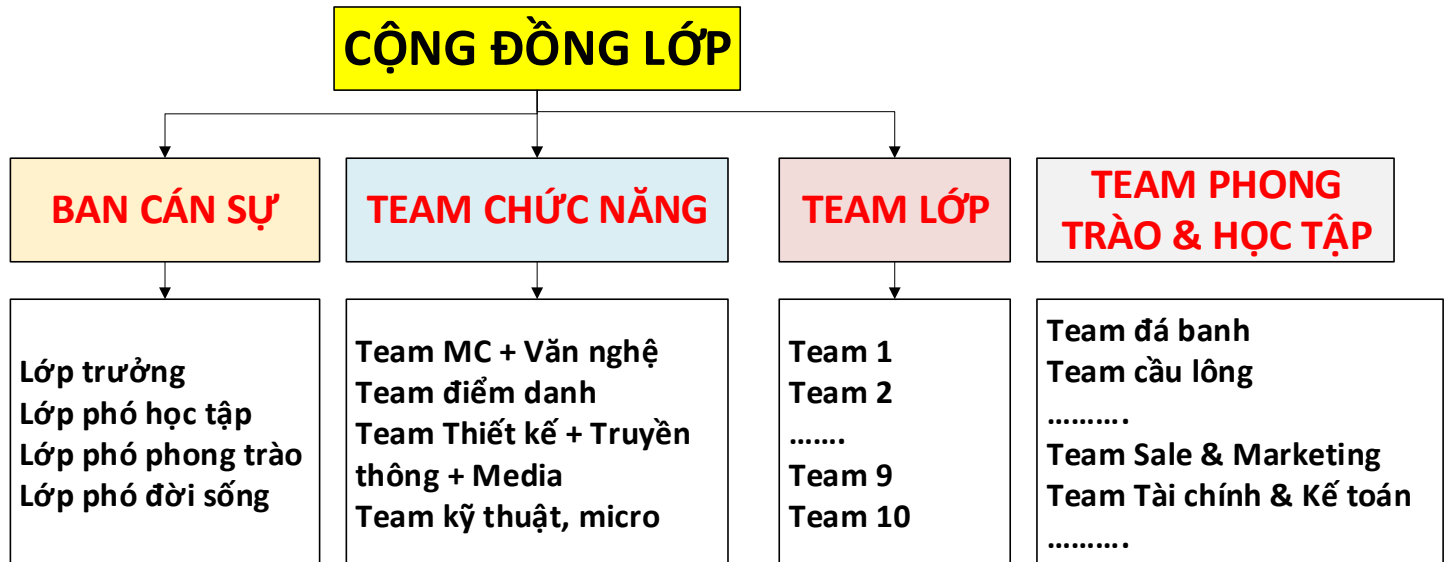 CỘNG ĐỒNG LỚP
BAN CÁN SỰ
TEAM CHỨC NĂNG
TEAM LỚP
TEAM PHONG
TRÀO & HỌC TẬP
Lớp trưởng
Lớp phó học tập
Lớp phó phong trào
Lớp phó đời sống
Team MC + Văn nghệ
Team điểm danh
Team Thiết kế + Truyền
thông + Media
Team kỹ thuật, micro
Team 1
Team 2
.......
Team 9
Team 10
Team đá banh
Team cầu lông
..........
Team Sale & Marketing
Team Tài chính & Kế toán
..........